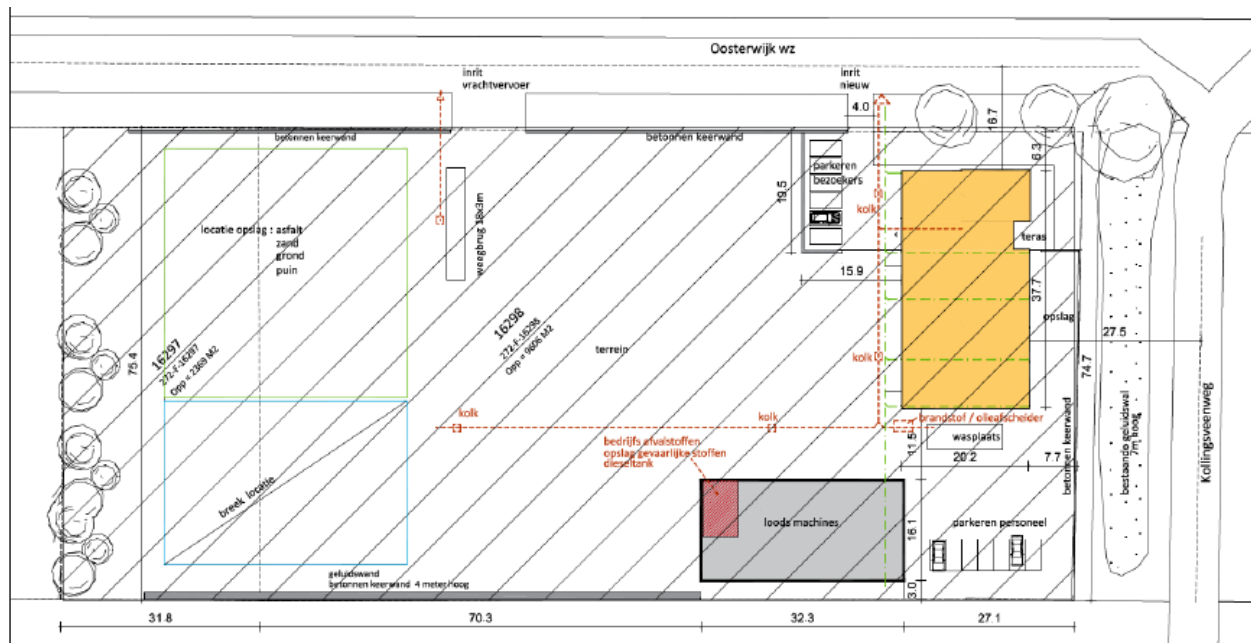 Oosterwijk wz
inrit
vrachtvervoer
inrit
nieuw
4.0
16.7
betonnen keerwand
betonnen keerwand
6.3
parkeren
bezoekers
19.5
kolk
weegbrug 18x3m
locatie opslag : asfalt
zand
grond
puin
teras
15.9
37.7
opslag
27.5
16298
272-F-16298
Opp = 9606 M2
16297
272-F-16297
Opp = 2369 M2
75.4
terrein
kolk
74.7
Kollingsveenweg
bestaando geluidswal
7m hoog
betonnen keerwand
kolk
kolk
brandstof / olieafscheider
wasplaats
11.5
20.2
7.7
bedrijfs afvalstoffen
opslag gevaarlijke stoffen
dieseltank
breek locatie
loods machines
16.1
parkeren personeel
geluidswand
betonnen keerwand 4 meter hoog
3.0
31.8
70.3
32.3
27.1